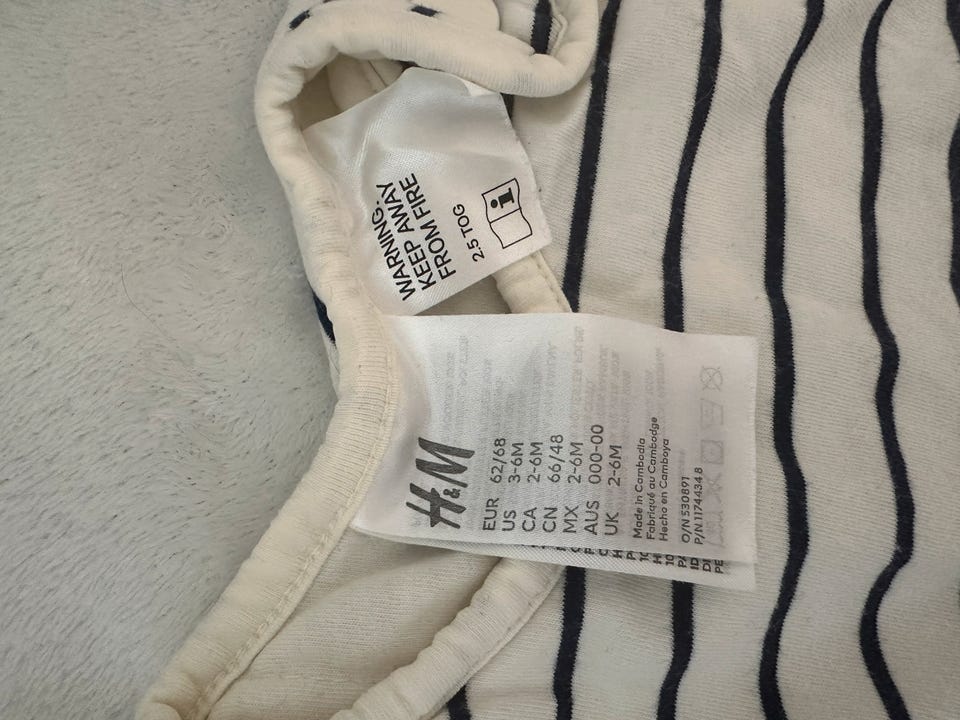 WARNING.
KEEP AWAY
FROM FIRE
2.5 TOG
i
H&M
EUR 62/68
US 3-6M
CA 2-6M
CN 66/48
MX 2-6M
AUS 000-00
UK 2-6M
Made in Cambodia
Fabriqué au Cambodge
Hecho en Camboya
O/N 530891
P/N 11744348